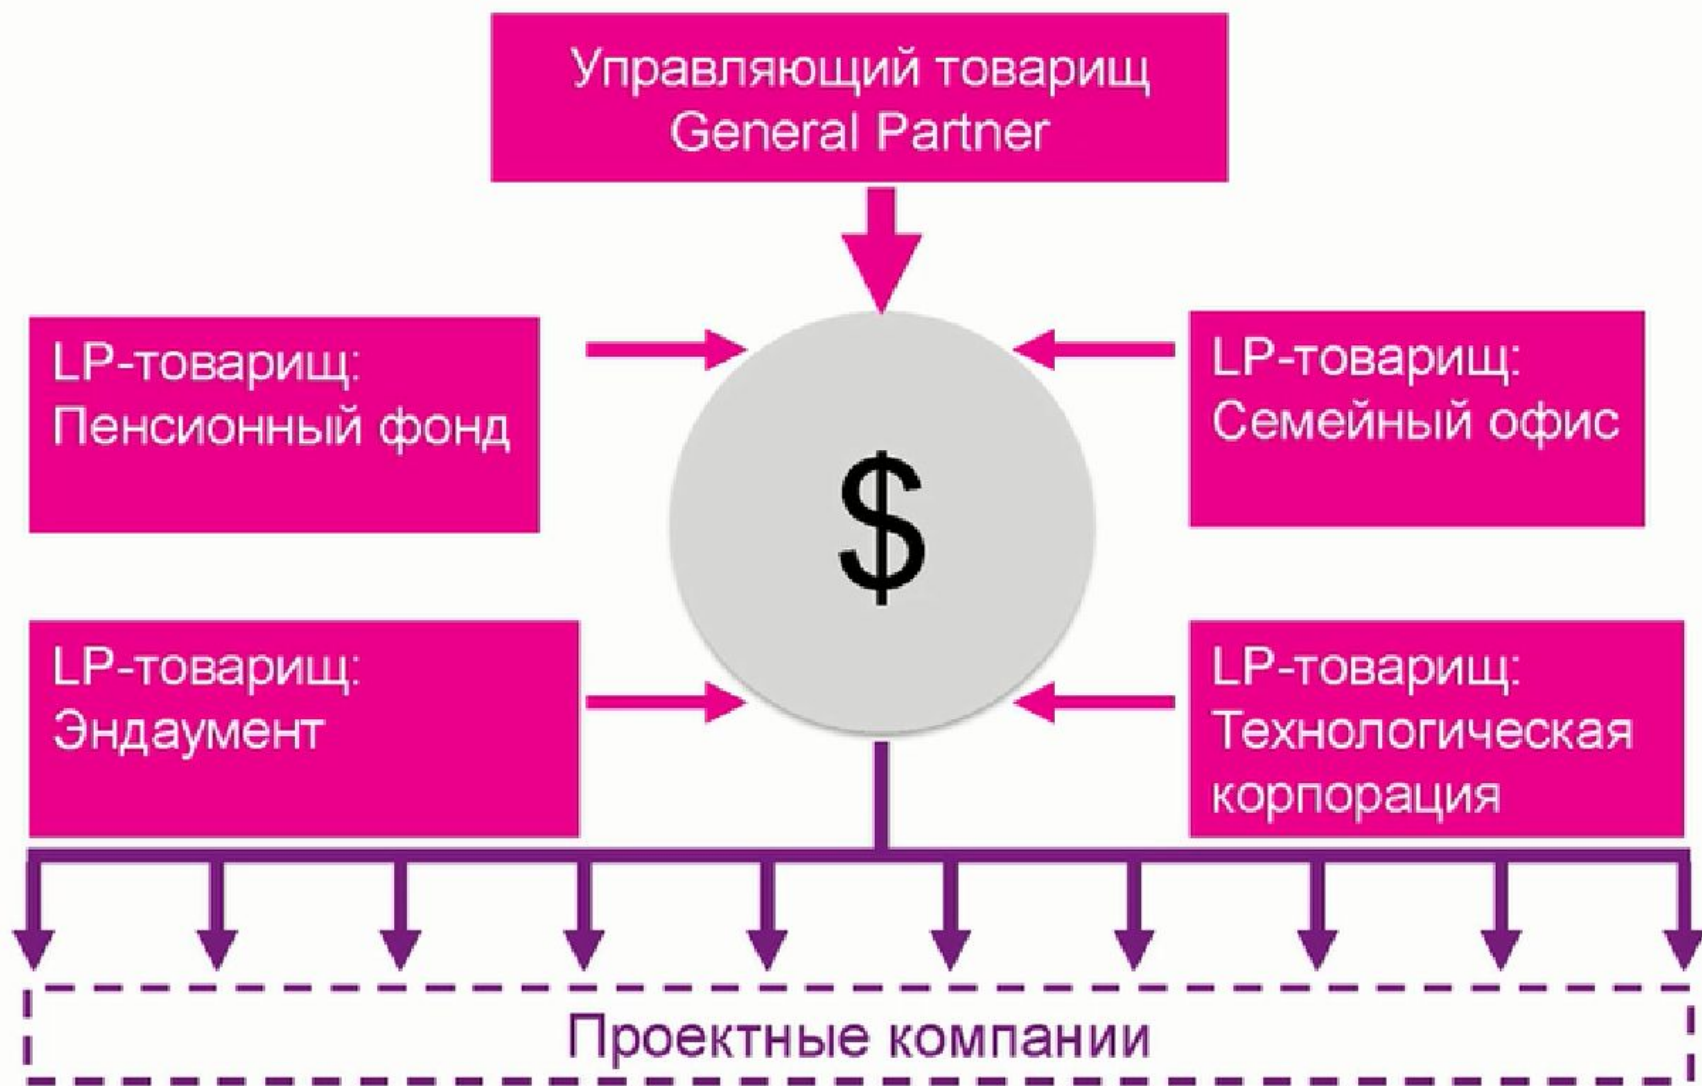 Управляющий товарищ
General Partner
LP-товарищ:
Пенсионный фонд
LP-товарищ:
Семейный офис
$
LP-товарищ:
Эндаумент
LP-товарищ:
Технологическая
корпорация
Проектные компании